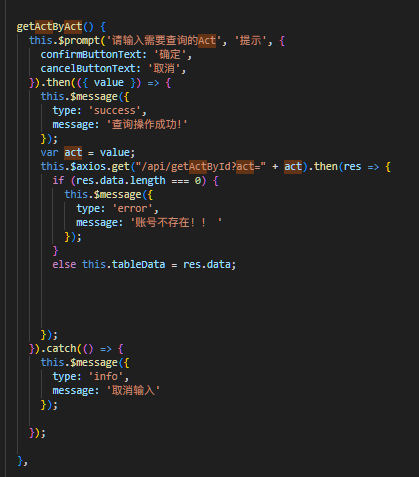 getActByAct() {
this.$prompt('请输入需要查询的Act', '提示', {
confirmButtonText: '确定',
cancelButtonText: '取消',
}).then(({ value }) => {
this.$message({
type: 'success',
message: '查询操作成功!'
});
var act = value;
this.$axios.get("/api/getActById?act=" + act).then(res => {
if (res.data.length === 0) {
this.$message({
type: 'error',
message: '账号不存在！！ '
});
}
else this.tableData = res.data;
});
}).catch(() => {
this.$message({
type: 'info',
message: '取消输入'
});
});
},